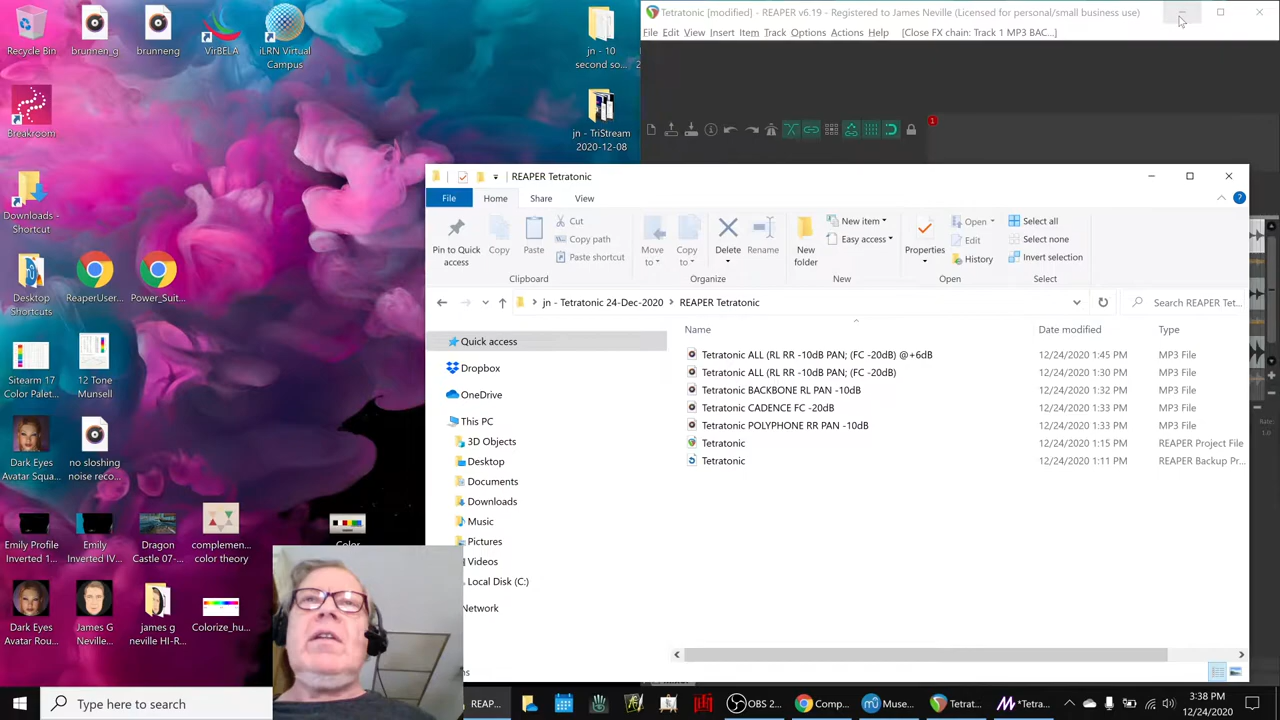 Recycle Bin
brunnen_g
brunneng
VirBELA
iLRN Virtual
Campus
jn - 10
second so...
Breakroom
jn - TriStream
2020-12-08
Downloads -
Shortcut
Desktop
Shortcuts
ReaperUser...
Power_Suit...
Sitearm 17
Color Palet...
12 Tone
Munsell
Dark Eyes
Avatar Squa...
no sloshing
noise reco...
Emily Profile
Inverted 1...
Emily
Inverted IV...
Dragon
Castle 07-...
complemen...
color theory
Color
Dark Eyes
Avatar Rou...
James G
Neville...
james g
neville HI-R...
Colorize_hu...
Tetratonic [modified] - REAPER v6.19 - Registered to James Neville (Licensed for personal/small business use)
File Edit View Insert Item Track Options Actions Help [Close FX chain: Track 1 MP3 BAC...]
1
Rate:
1.0
REAPER Tetratonic
File Home Share View
Pin to Quick
access
Copy
Paste
Cut
Copy path
Paste shortcut
Clipboard
Move
to
Copy
to
Delete
Rename
Organize
New
folder
New item
Easy access
New
Properties
Open
Edit
History
Open
Select all
Select none
Invert selection
Select
jn - Tetratonic 24-Dec-2020 REAPER Tetratonic
Search REAPER Tet...
Quick access
Dropbox
OneDrive
This PC
3D Objects
Desktop
Documents
Downloads
Music
Pictures
Videos
Local Disk (C:)
Network
Name Date modified Type
Tetratonic ALL (RL RR -10dB PAN; (FC -20dB) @+6dB 12/24/2020 1:45 PM MP3 File
Tetratonic ALL (RL RR -10dB PAN; (FC -20dB) 12/24/2020 1:30 PM MP3 File
Tetratonic BACKBONE RL PAN -10dB 12/24/2020 1:32 PM MP3 File
Tetratonic CADENCE FC -20dB 12/24/2020 1:33 PM MP3 File
Tetratonic POLYPHONE RR PAN -10dB 12/24/2020 1:33 PM MP3 File
Tetratonic 12/24/2020 1:15 PM REAPER Project File
Tetratonic 12/24/2020 1:11 PM REAPER Backup Pr...
Type here to search
REAP...
OBS 2...
Comp...
Muse...
Tetrat...
*Tetra...
3:38 PM
12/24/2020